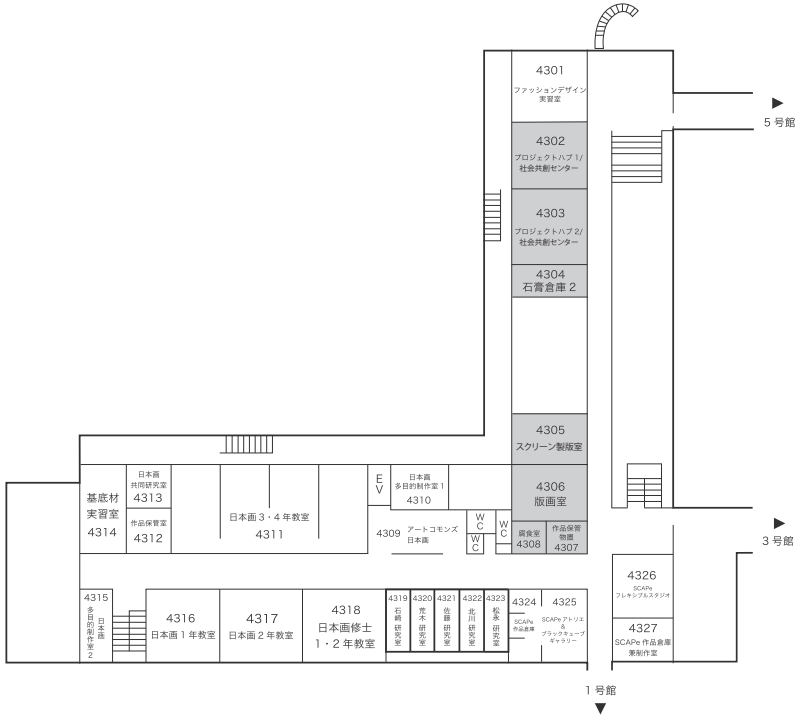 4301
ファッションデザイン
実習室
5 号館
4302
プロジェクトハブ 1/
社会共創センター
4303
プロジェクトハブ 2/
社会共創センター
4304
石膏倉庫 2
4305
スクリーン製版室
4306
版画室
腐食室
4308
作品保管
物置
4307
基底材
実習室
4314
日本画
共同研究室
4313
作品保管室
4312
日本画 3・4 年教室
4311
E
V
日本画
多目的制作室 1
4310
4309
アートコモンズ
日本画
W
C
W
C
W
C
3 号館
4326
SCAPe
フレキシブルスタジオ
4327
SCAPe 作品倉庫
兼制作室
4315
日本画
多目的制作室2
4316
日本画 1 年教室
4317
日本画 2 年教室
4318
日本画修士
1・2 年教室
4319
石崎 研究室
4320
荒木 研究室
4321
佐藤 研究室
4322
北川 研究室
4323
松永 研究室
4324
SCAPe
作品倉庫
4325
SCAPe アトリエ
&
ブラックキューブ
ギャラリー
1 号館